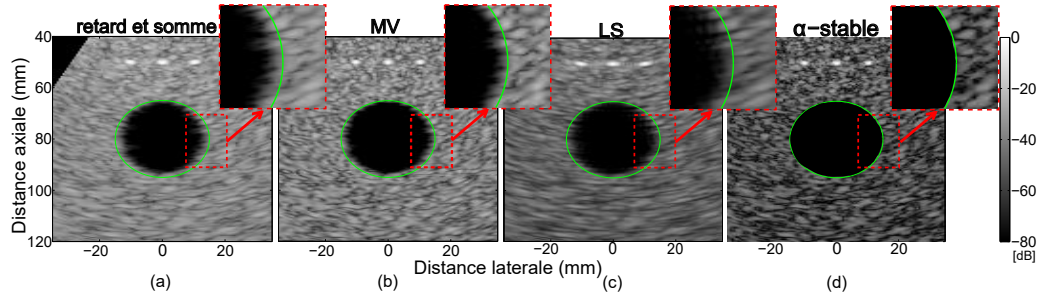 retard et somme
MV
LS
α-stable
40
60
80
100
120
Distance axiale (mm)
−20
0
20
−20
0
20
−20
0
20
−20
0
20
Distance laterale (mm)
(a)
(b)
(c)
(d)
0
−20
−40
−60
−80
[dB]